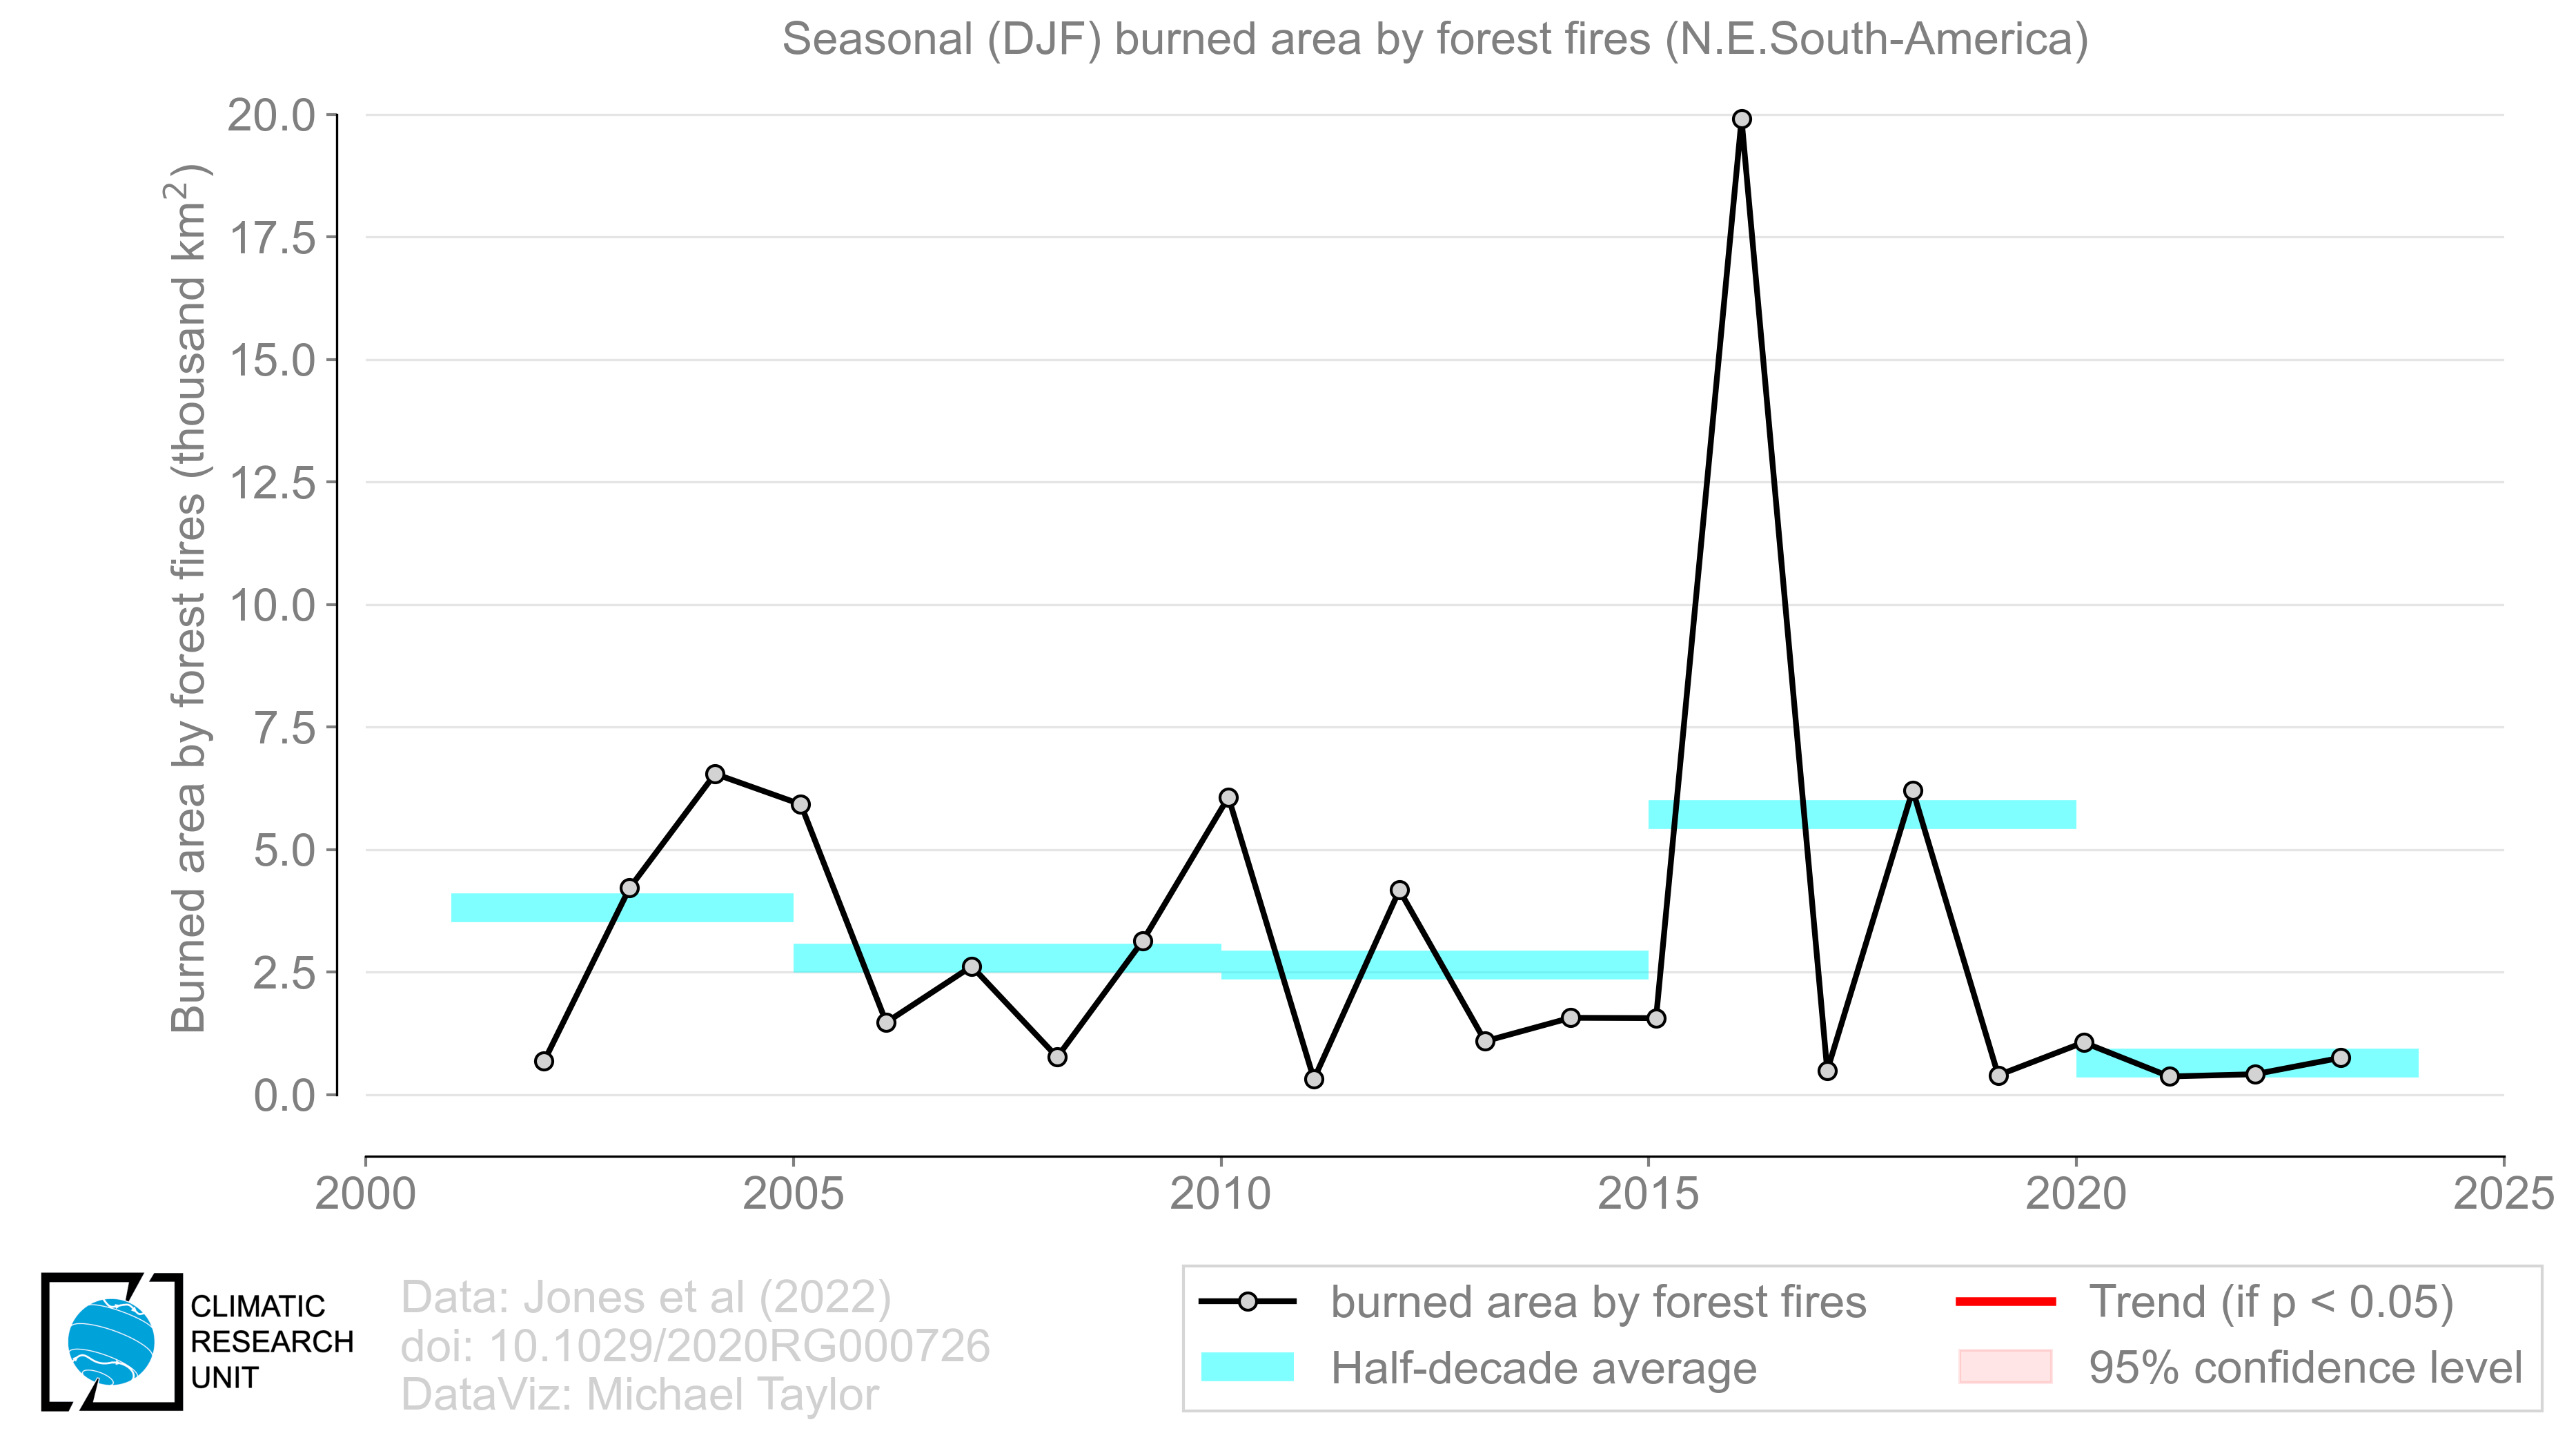 Seasonal (DJF) burned area by forest fires (N.E.South-America)
Burned area by forest fires (thousand km²)
20.0
17.5
15.0
12.5
10.0
7.5
5.0
2.5
0.0
2000 2005 2010 2015 2020 2025
CLIMATIC
RESEARCH
UNIT
Data: Jones et al (2022)
doi: 10.1029/2020RG000726
DataViz: Michael Taylor
burned area by forest fires
Half-decade average
Trend (if p < 0.05)
95% confidence level